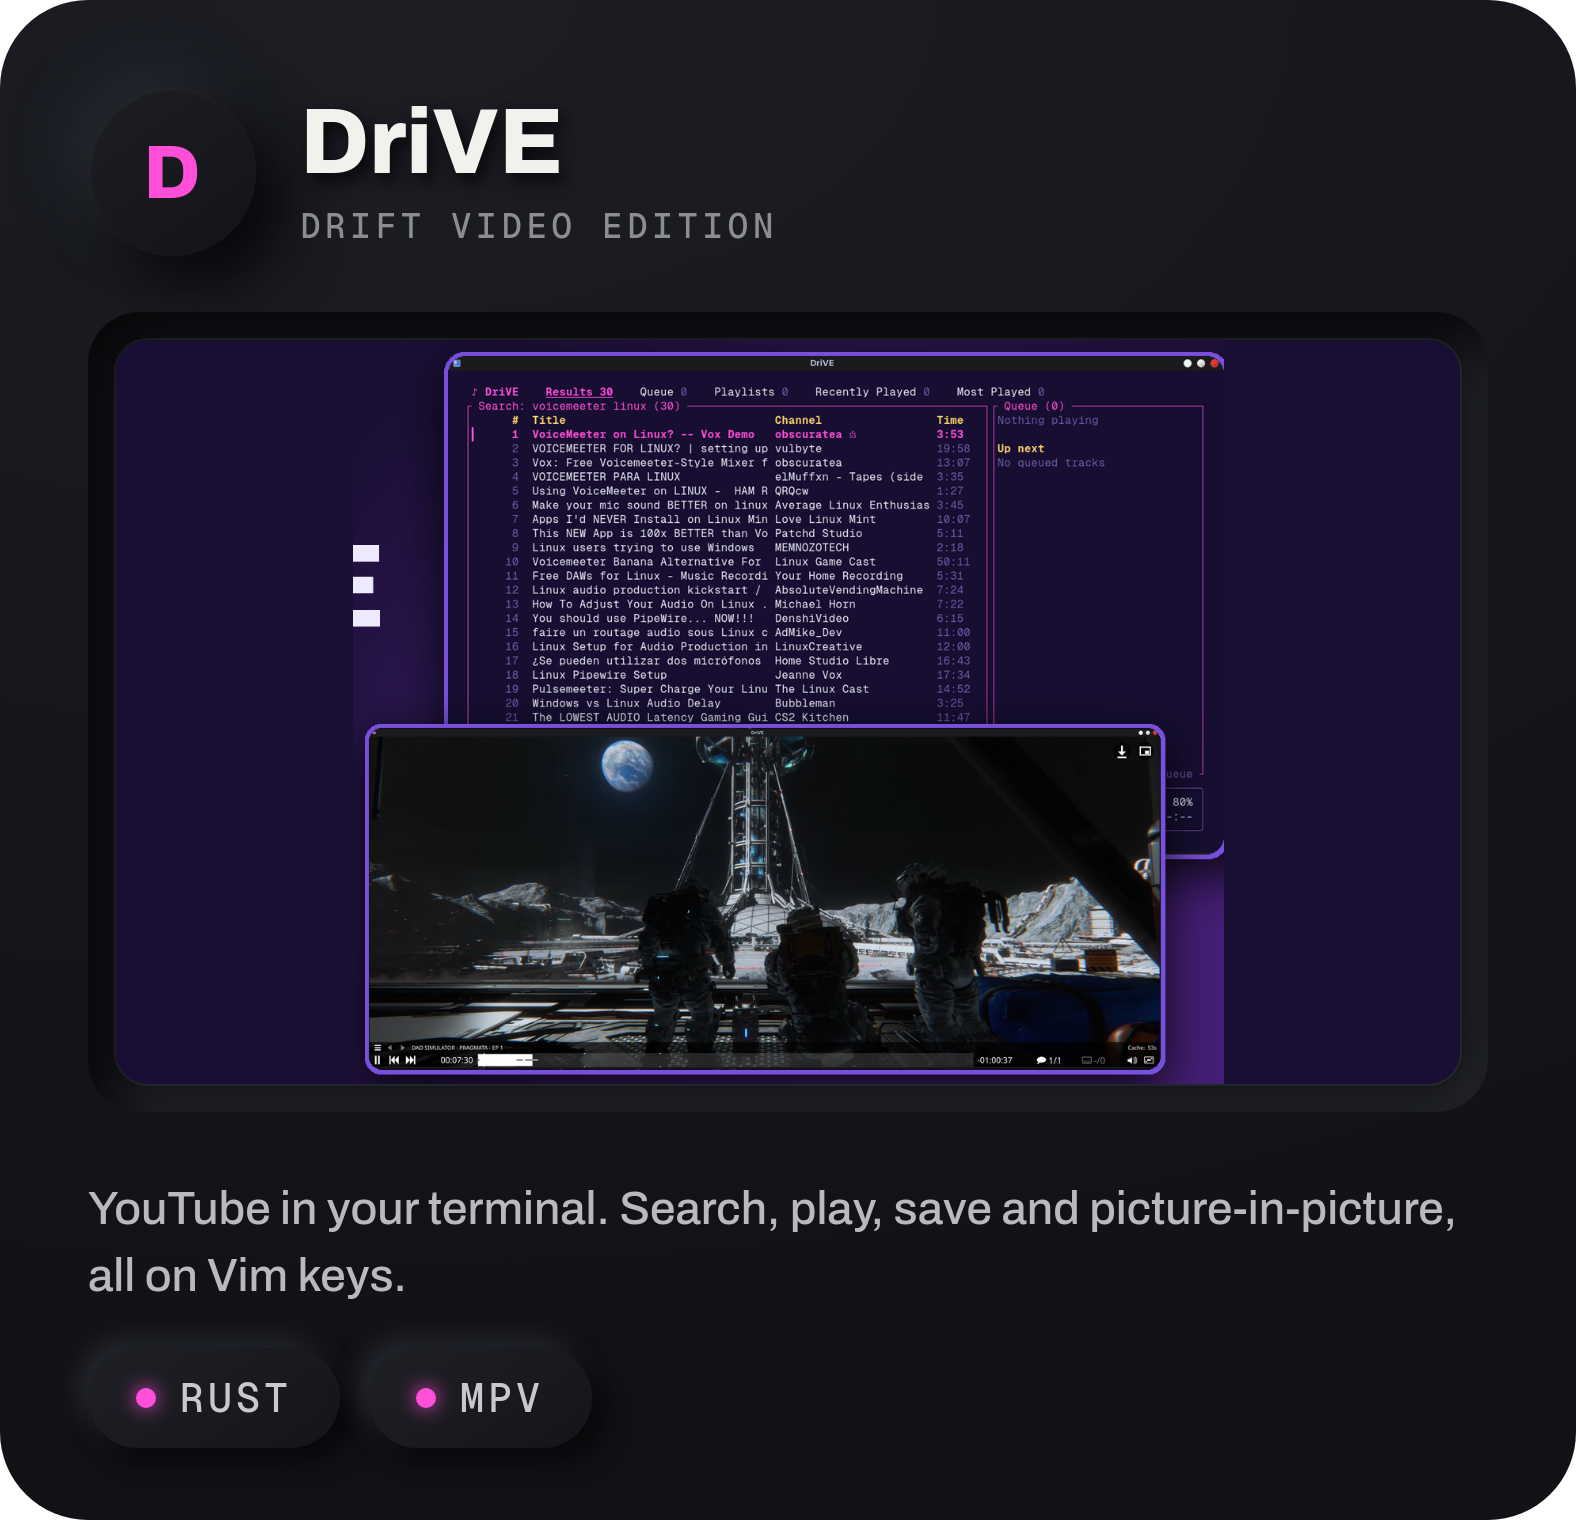 D
DriVE
DRIFT VIDEO EDITION
DriVE
♪ DriVE Results 30 Queue 0 Playlists 0 Recently Played 0 Most Played 0
Search: voicemeeter linux (30) Queue (0)
# Title Channel Time Nothing playing
1 VoiceMeeter on Linux? -- Vox Demo obscuratea 3:53
2 VOICEMEETER FOR LINUX? | setting up vulbyte 19:58 Up next
3 Vox: Free Voicemeeter-Style Mixer f obscuratea 13:07 No queued tracks
4 VOICEMEETER PARA LINUX elMuffxn - Tapes (side 3:35
5 Using VoiceMeeter on LINUX - HAM R QRQcw 1:27
6 Make your mic sound BETTER on linux Average Linux Enthusias 3:45
7 Apps I'd NEVER Install on Linux Min Love Linux Mint 10:07
8 This NEW App is 100x BETTER than Vo Patchd Studio 5:11
9 Linux users trying to use Windows MEMNOZOTECH 2:18
10 Voicemeeter Banana Alternative For Linux Game Cast 50:11
11 Free DAWs for Linux - Music Recordi Your Home Recording 5:31
12 Linux audio production kickstart / AbsoluteVendingMachine 7:24
13 How To Adjust Your Audio On Linux . Michael Horn 7:22
14 You should use PipeWire... NOW!!! DenshiVideo 6:15
15 faire un routage audio sous Linux c AdMike_Dev 11:00
16 Linux Setup for Audio Production in LinuxCreative 12:00
17 ¿Se pueden utilizar dos micrófonos Home Studio Libre 16:43
18 Linux Pipewire Setup Jeanne Vox 17:34
19 Pulsemeeter: Super Charge Your Linu The Linux Cast 14:52
20 Windows vs Linux Audio Delay Bubbleman 3:25
21 The LOWEST AUDIO Latency Gaming Gui CS2 Kitchen 11:47
DriVE
ueue
80%
-:--
DAD SIMULATOR - PRAGMATA - EP 1 Cache: 53s
00:07:30 -01:00:37 1/1 -/0
YouTube in your terminal. Search, play, save and picture-in-picture,
all on Vim keys.
RUST MPV